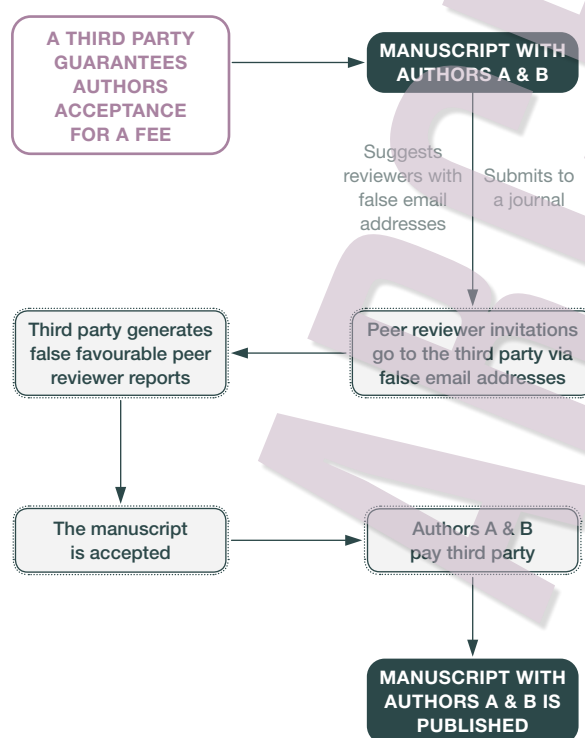 A THIRD PARTY
GUARANTEES
AUTHORS
ACCEPTANCE
FOR A FEE
MANUSCRIPT WITH
AUTHORS A & B
Suggests
reviewers with
false email
addresses
Submits to
a journal
Peer reviewer invitations
go to the third party via
false email addresses
Third party generates
false favourable peer
reviewer reports
The manuscript
is accepted
Authors A & B
pay third party
MANUSCRIPT WITH
AUTHORS A & B IS
PUBLISHED